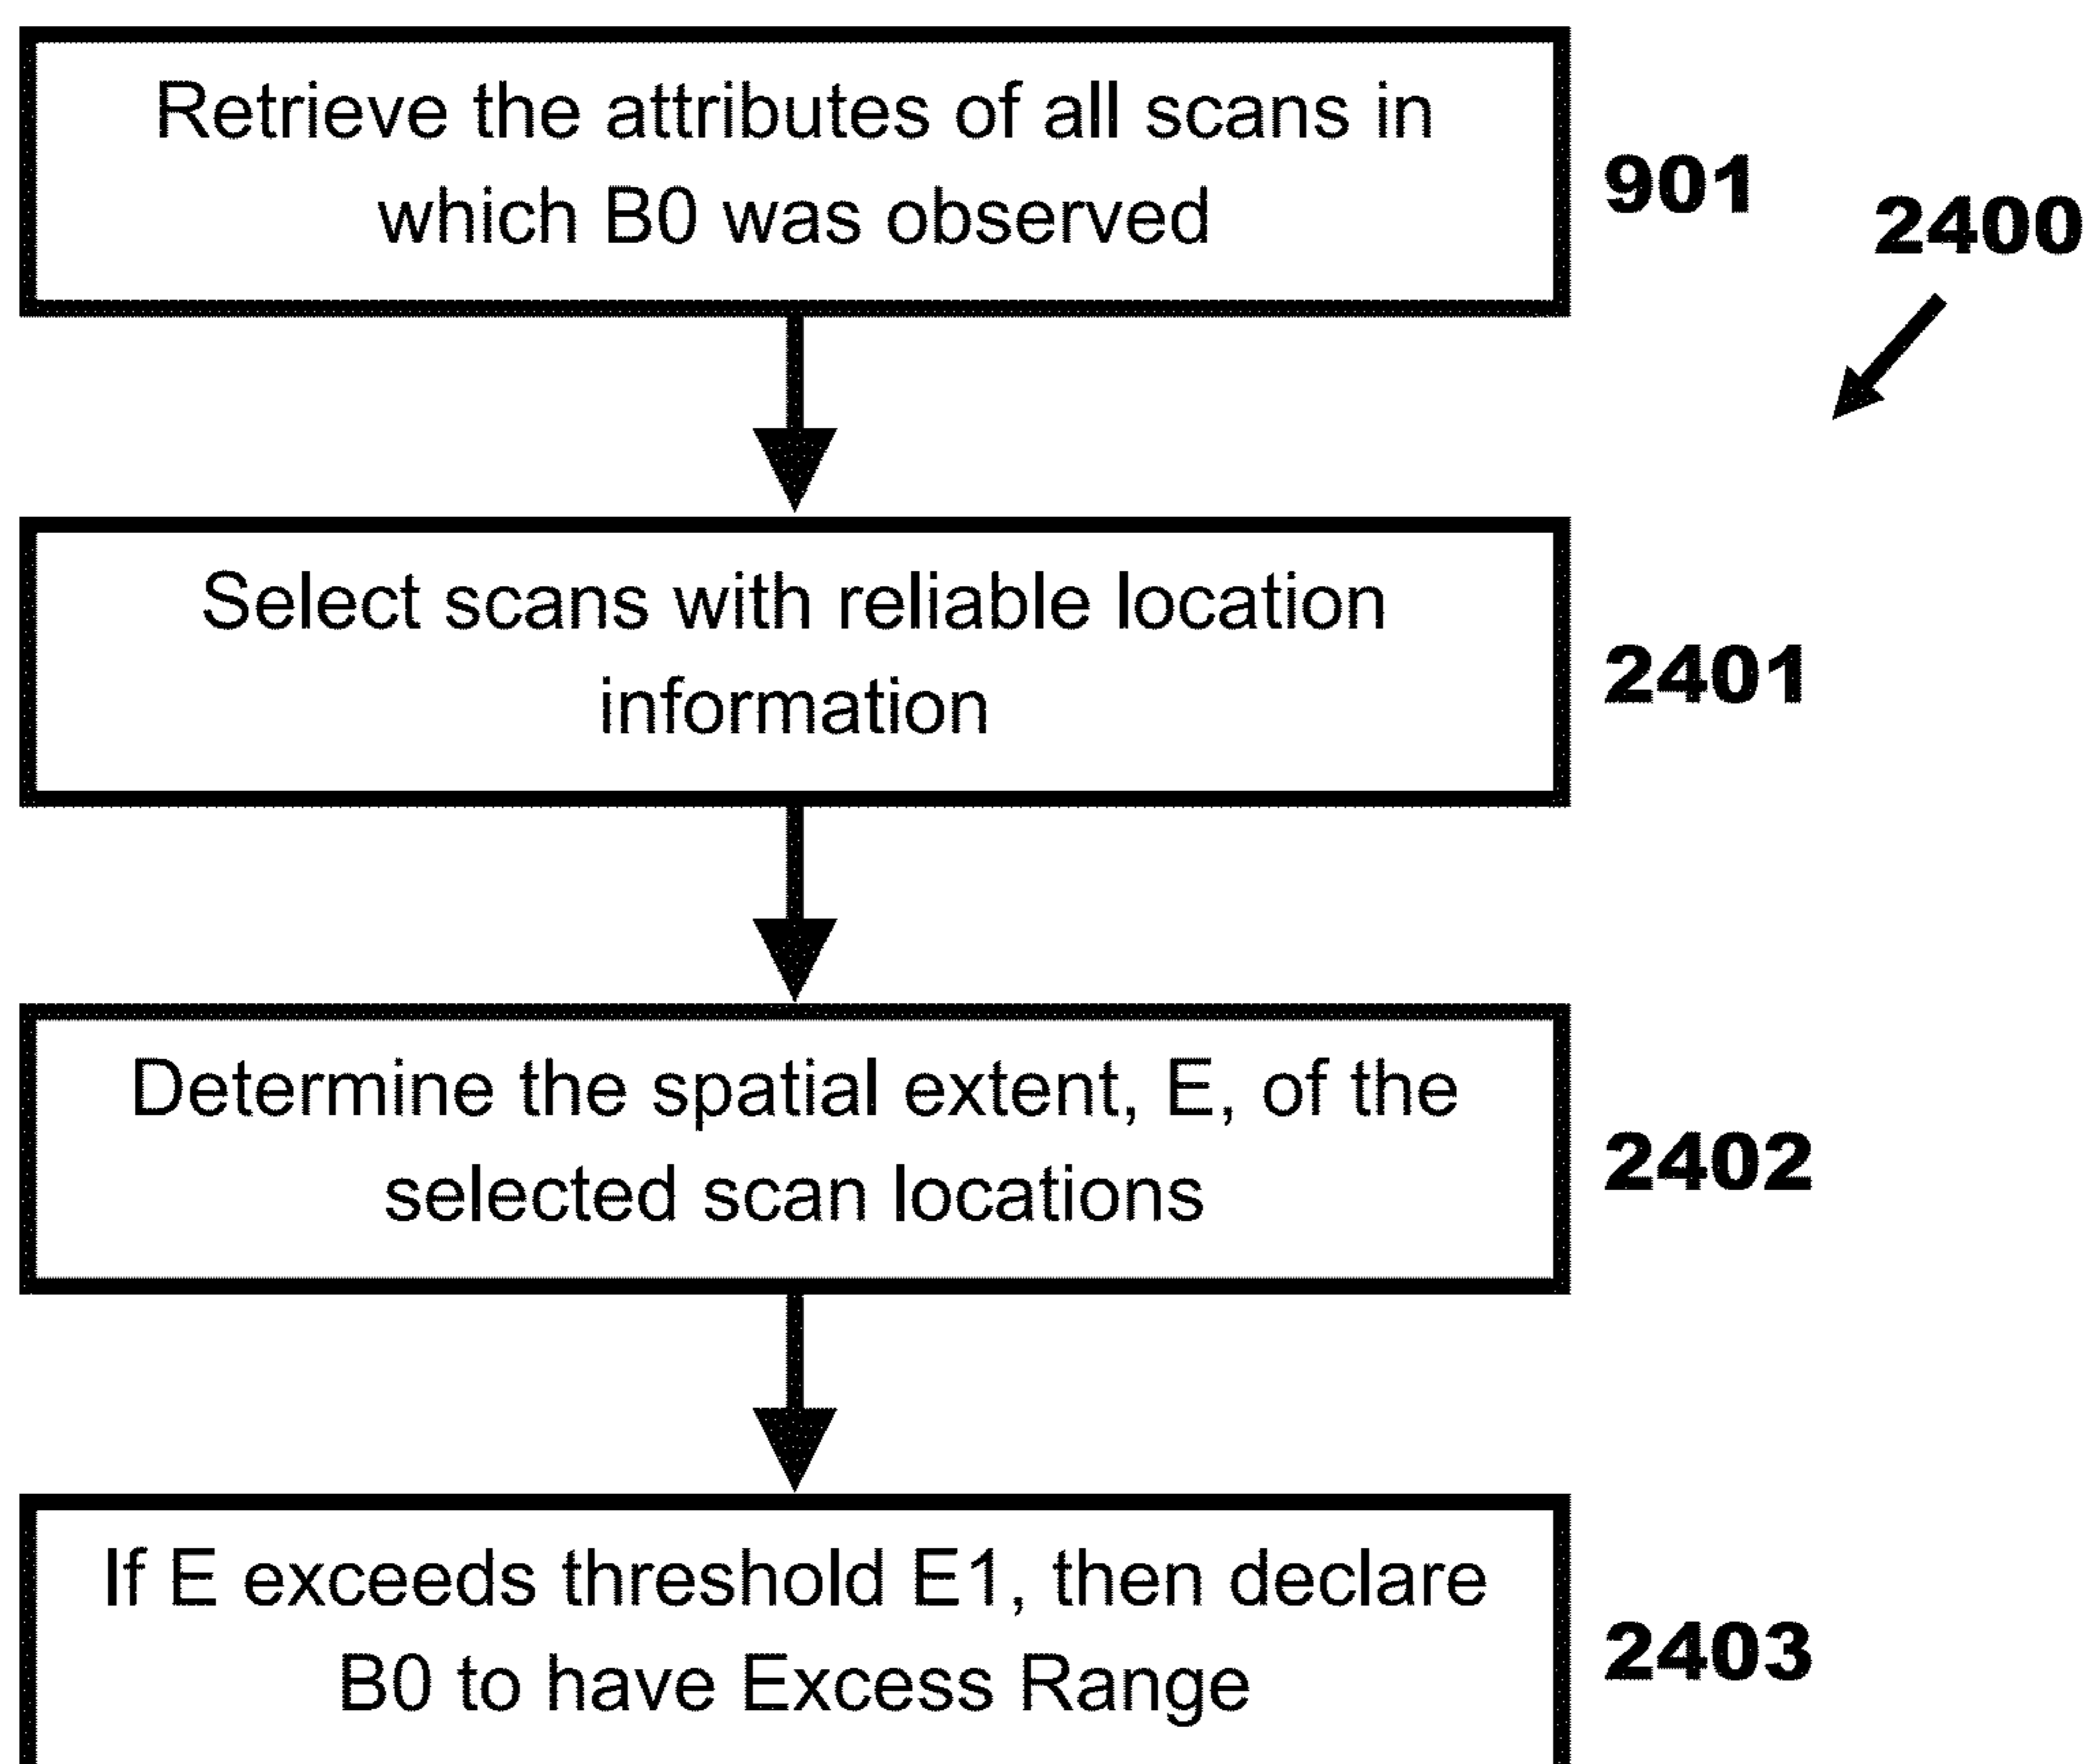 Retrieve the attributes of all scans in
which B0 was observed
901
2400
Select scans with reliable location
information
2401
Determine the spatial extent, E, of the
selected scan locations
2402
If E exceeds threshold E1, then declare
B0 to have Excess Range
2403